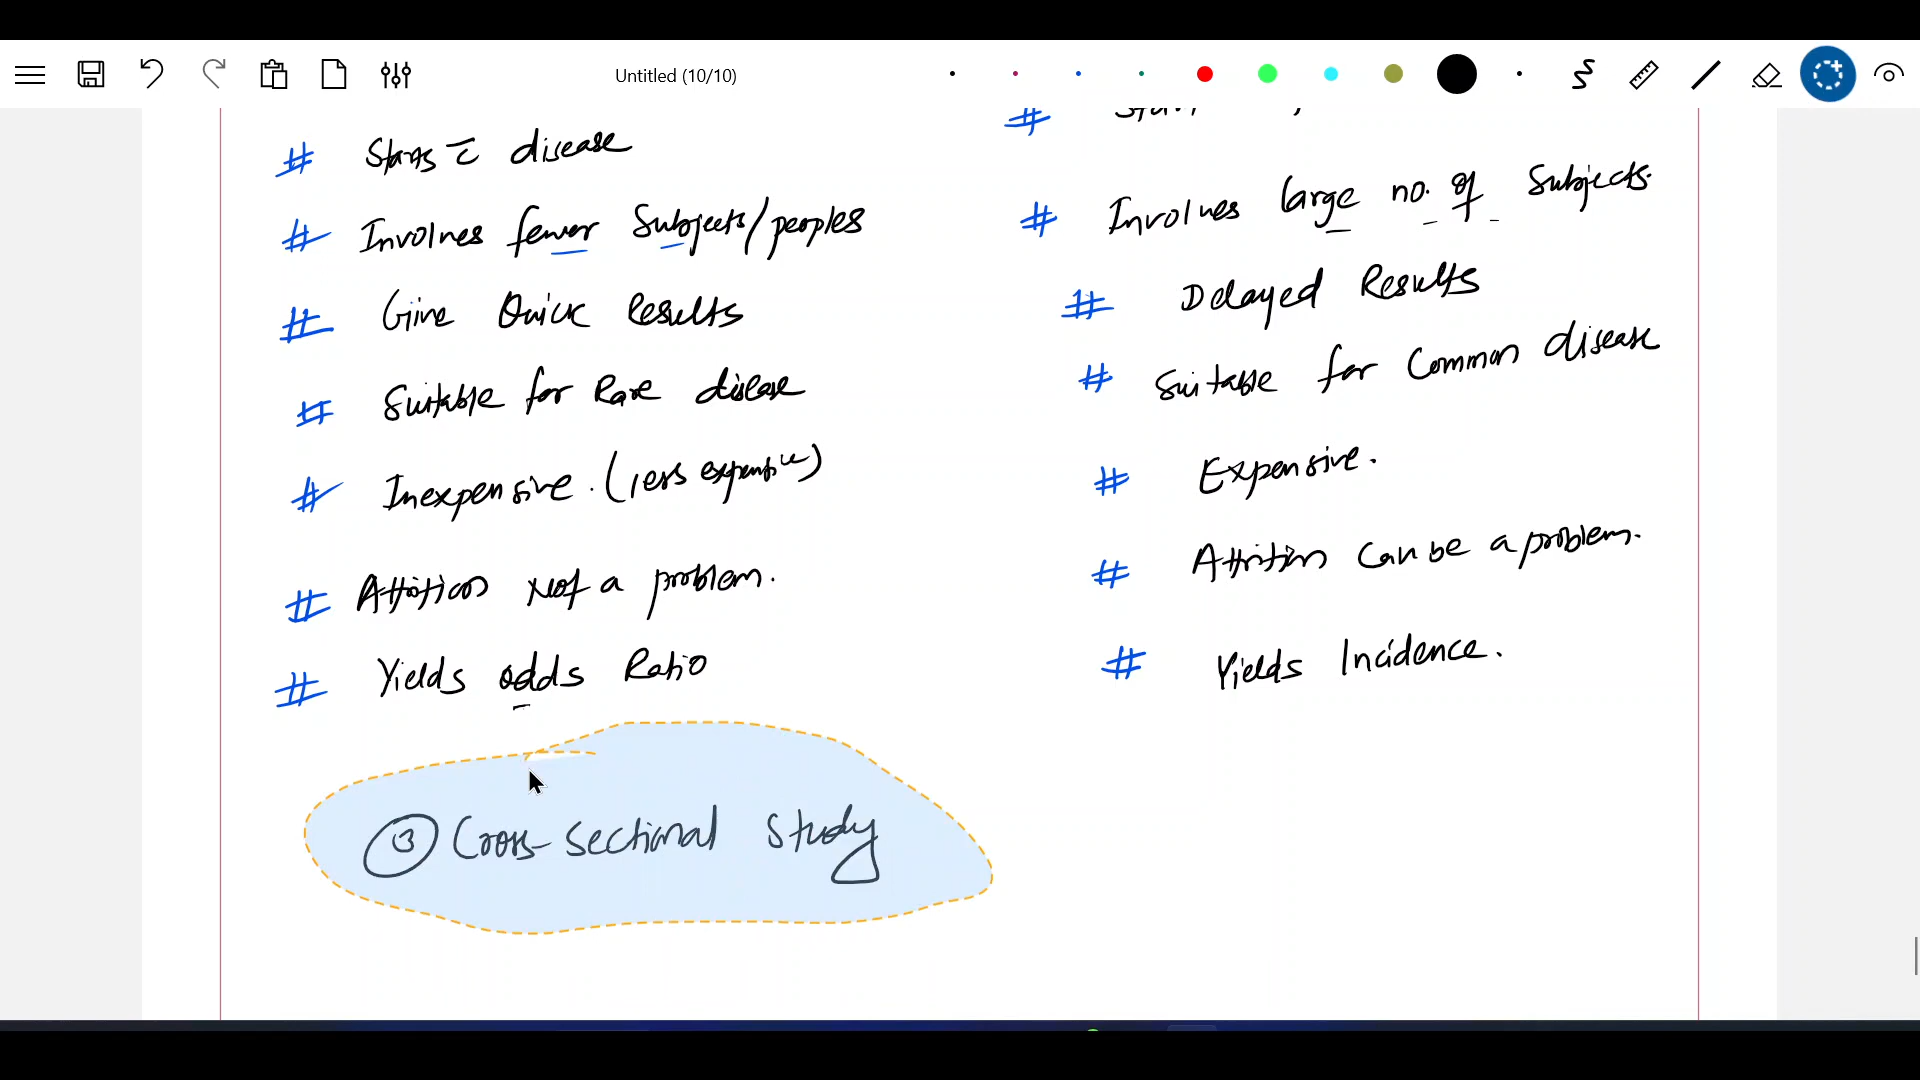 Untitled (10/10)
# Starts c̄ disease
# Involves fewer Subjects/peoples
# Give Quick Results
# Suitable for Rare disease
# Inexpensive. (less expensive)
# Attrition Not a problem.
# Yields odds Ratio
#
# Involves large no. of Subjects.
# Delayed Results
# Suitable for Common disease
# Expensive.
# Attrition Can be a problem.
# Yields Incidence.
③ Cross-Sectional Study